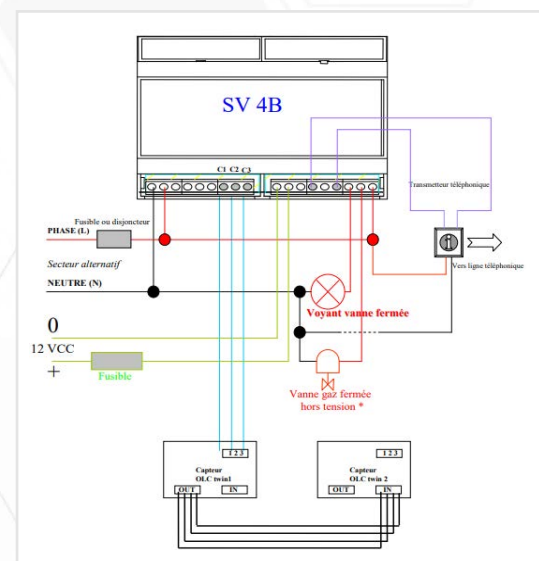 SV 4B
C1 C2 C3
Transmetteur téléphonique
Fusible ou disjoncteur
PHASE (L)
Vers ligne téléphonique
Secteur alternatif
NEUTRE (N)
Voyant vanne fermée
0
12 VCC
+
Fusible
Vanne gaz fermée
hors tension *
1 2 3
Capteur
OLC twin1
OUT
IN
1 2 3
Capteur
OLC twin 2
OUT
IN